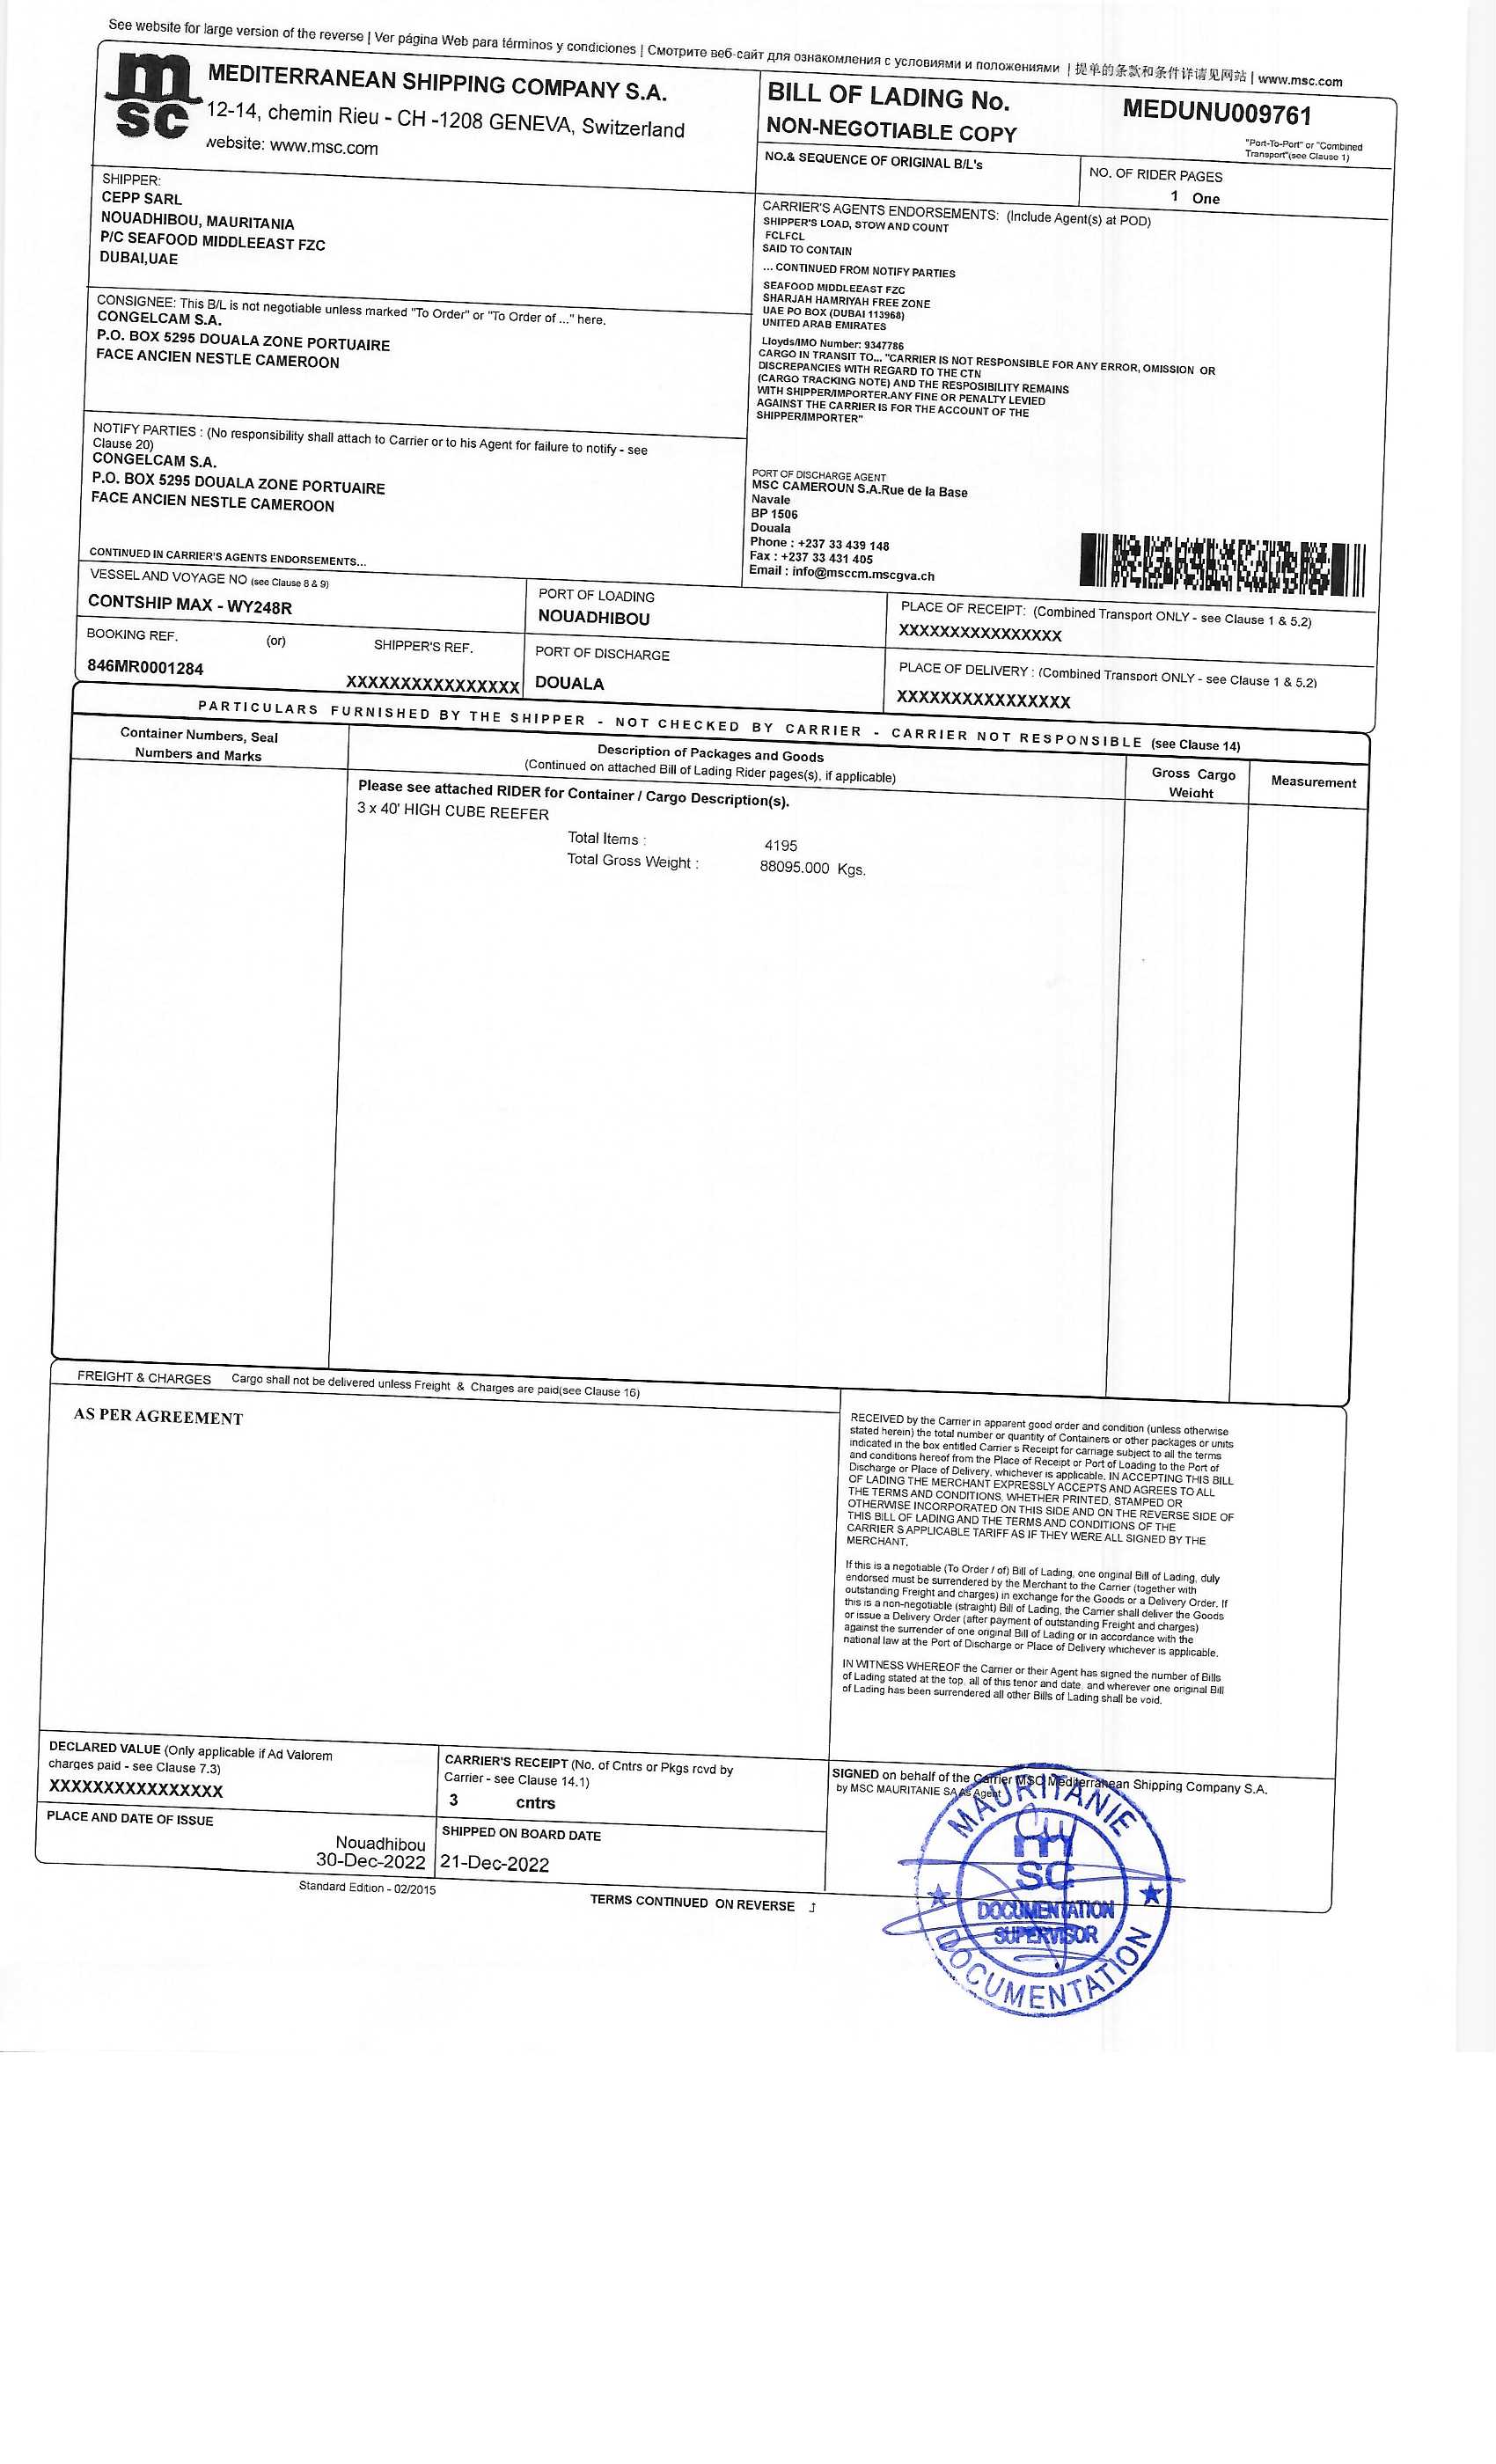 See website for large version of the reverse | Ver página Web para términos y condiciones | Смотрите веб-сайт для ознакомления с условиями и положениями | 提单的条款和条件详请见网站 | www.msc.com
msc
MEDITERRANEAN SHIPPING COMPANY S.A.
12-14, chemin Rieu - CH -1208 GENEVA, Switzerland
website: www.msc.com
BILL OF LADING No.
MEDUNU009761
NON-NEGOTIABLE COPY
"Port-To-Port" or "Combined
Transport"(see Clause 1)
NO.& SEQUENCE OF ORIGINAL B/L's
NO. OF RIDER PAGES
1 One
SHIPPER:
CEPP SARL
NOUADHIBOU, MAURITANIA
P/C SEAFOOD MIDDLEEAST FZC
DUBAI,UAE
CARRIER'S AGENTS ENDORSEMENTS: (Include Agent(s) at POD)
SHIPPER'S LOAD, STOW AND COUNT
FCLFCL
SAID TO CONTAIN
... CONTINUED FROM NOTIFY PARTIES
SEAFOOD MIDDLEEAST FZC
SHARJAH HAMRIYAH FREE ZONE
UAE PO BOX (DUBAI 113968)
UNITED ARAB EMIRATES
Lloyds/IMO Number: 9347786
CARGO IN TRANSIT TO... "CARRIER IS NOT RESPONSIBLE FOR ANY ERROR, OMISSION OR
DISCREPANCIES WITH REGARD TO THE CTN
(CARGO TRACKING NOTE) AND THE RESPOSIBILITY REMAINS
WITH SHIPPER/IMPORTER.ANY FINE OR PENALTY LEVIED
AGAINST THE CARRIER IS FOR THE ACCOUNT OF THE
SHIPPER/IMPORTER"
CONSIGNEE: This B/L is not negotiable unless marked "To Order" or "To Order of ..." here.
CONGELCAM S.A.
P.O. BOX 5295 DOUALA ZONE PORTUAIRE
FACE ANCIEN NESTLE CAMEROON
NOTIFY PARTIES : (No responsibility shall attach to Carrier or to his Agent for failure to notify - see
Clause 20)
CONGELCAM S.A.
P.O. BOX 5295 DOUALA ZONE PORTUAIRE
FACE ANCIEN NESTLE CAMEROON
CONTINUED IN CARRIER'S AGENTS ENDORSEMENTS...
PORT OF DISCHARGE AGENT
MSC CAMEROUN S.A.Rue de la Base
Navale
BP 1506
Douala
Phone : +237 33 439 148
Fax : +237 33 431 405
Email : info@msccm.mscgva.ch
VESSEL AND VOYAGE NO (see Clause 8 & 9)
CONTSHIP MAX - WY248R
PORT OF LOADING
NOUADHIBOU
PLACE OF RECEIPT: (Combined Transport ONLY - see Clause 1 & 5.2)
XXXXXXXXXXXXXXXX
BOOKING REF. (or) SHIPPER'S REF.
846MR0001284 XXXXXXXXXXXXXXXX
PORT OF DISCHARGE
DOUALA
PLACE OF DELIVERY : (Combined Transport ONLY - see Clause 1 & 5.2)
XXXXXXXXXXXXXXXX
PARTICULARS FURNISHED BY THE SHIPPER - NOT CHECKED BY CARRIER - CARRIER NOT RESPONSIBLE (see Clause 14)
Container Numbers, Seal
Numbers and Marks
Description of Packages and Goods
(Continued on attached Bill of Lading Rider pages(s), if applicable)
Gross Cargo
Weight
Measurement
Please see attached RIDER for Container / Cargo Description(s).
3 x 40' HIGH CUBE REEFER
Total Items : 4195
Total Gross Weight : 88095.000 Kgs.
FREIGHT & CHARGES Cargo shall not be delivered unless Freight & Charges are paid(see Clause 16)
AS PER AGREEMENT
RECEIVED by the Carrier in apparent good order and condition (unless otherwise
stated herein) the total number or quantity of Containers or other packages or units
indicated in the box entitled Carrier s Receipt for carriage subject to all the terms
and conditions hereof from the Place of Receipt or Port of Loading to the Port of
Discharge or Place of Delivery, whichever is applicable. IN ACCEPTING THIS BILL
OF LADING THE MERCHANT EXPRESSLY ACCEPTS AND AGREES TO ALL
THE TERMS AND CONDITIONS, WHETHER PRINTED, STAMPED OR
OTHERWISE INCORPORATED ON THIS SIDE AND ON THE REVERSE SIDE OF
THIS BILL OF LADING AND THE TERMS AND CONDITIONS OF THE
CARRIER S APPLICABLE TARIFF AS IF THEY WERE ALL SIGNED BY THE
MERCHANT.
If this is a negotiable (To Order / of) Bill of Lading, one original Bill of Lading, duly
endorsed must be surrendered by the Merchant to the Carrier (together with
outstanding Freight and charges) in exchange for the Goods or a Delivery Order. If
this is a non-negotiable (straight) Bill of Lading, the Carrier shall deliver the Goods
or issue a Delivery Order (after payment of outstanding Freight and charges)
against the surrender of one original Bill of Lading or in accordance with the
national law at the Port of Discharge or Place of Delivery whichever is applicable.
IN WITNESS WHEREOF the Carrier or their Agent has signed the number of Bills
of Lading stated at the top, all of this tenor and date, and wherever one original Bill
of Lading has been surrendered all other Bills of Lading shall be void.
DECLARED VALUE (Only applicable if Ad Valorem
charges paid - see Clause 7.3)
XXXXXXXXXXXXXXXX
CARRIER'S RECEIPT (No. of Cntrs or Pkgs rcvd by
Carrier - see Clause 14.1)
3 cntrs
SIGNED on behalf of the Carrier MSC Mediterranean Shipping Company S.A.
by MSC MAURITANIE SA As Agent
PLACE AND DATE OF ISSUE
Nouadhibou
30-Dec-2022
SHIPPED ON BOARD DATE
21-Dec-2022
MAURITANIE
msc
DOCUMENTATION
SUPERVISOR
DOCUMENTATION
Standard Edition - 02/2015
TERMS CONTINUED ON REVERSE